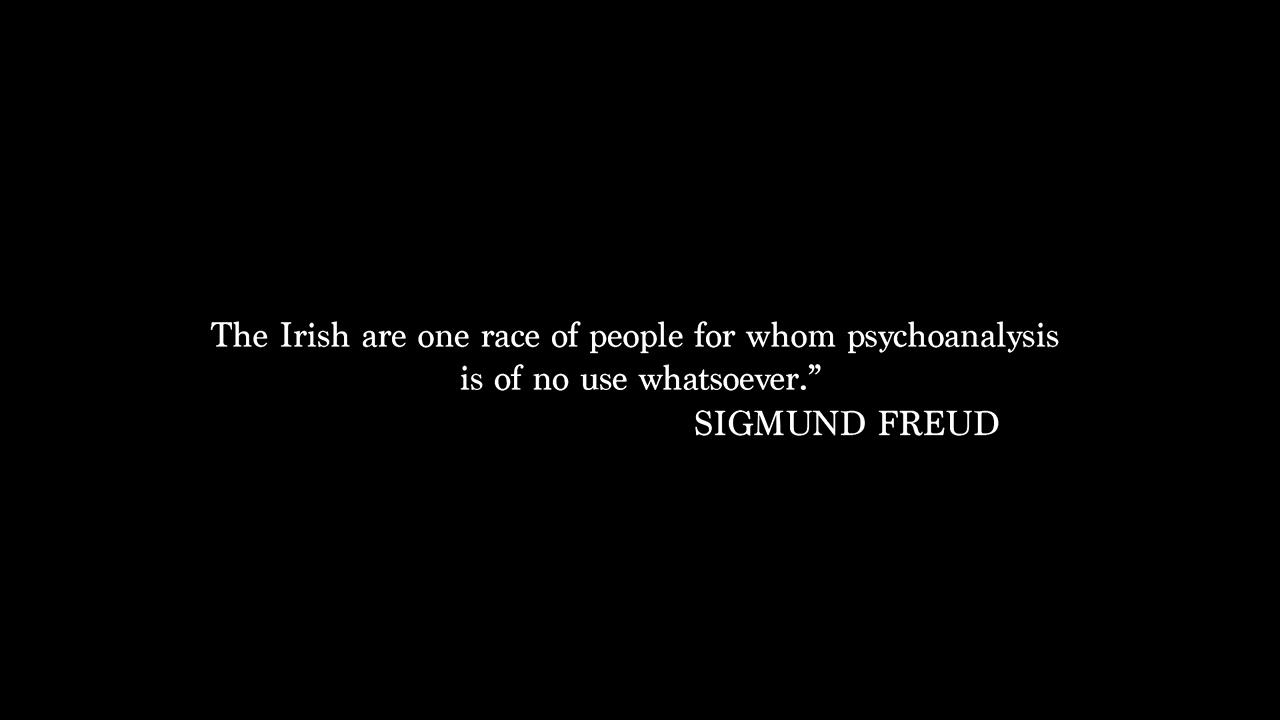 The Irish are one race of people for whom psychoanalysis
is of no use whatsoever.”
SIGMUND FREUD